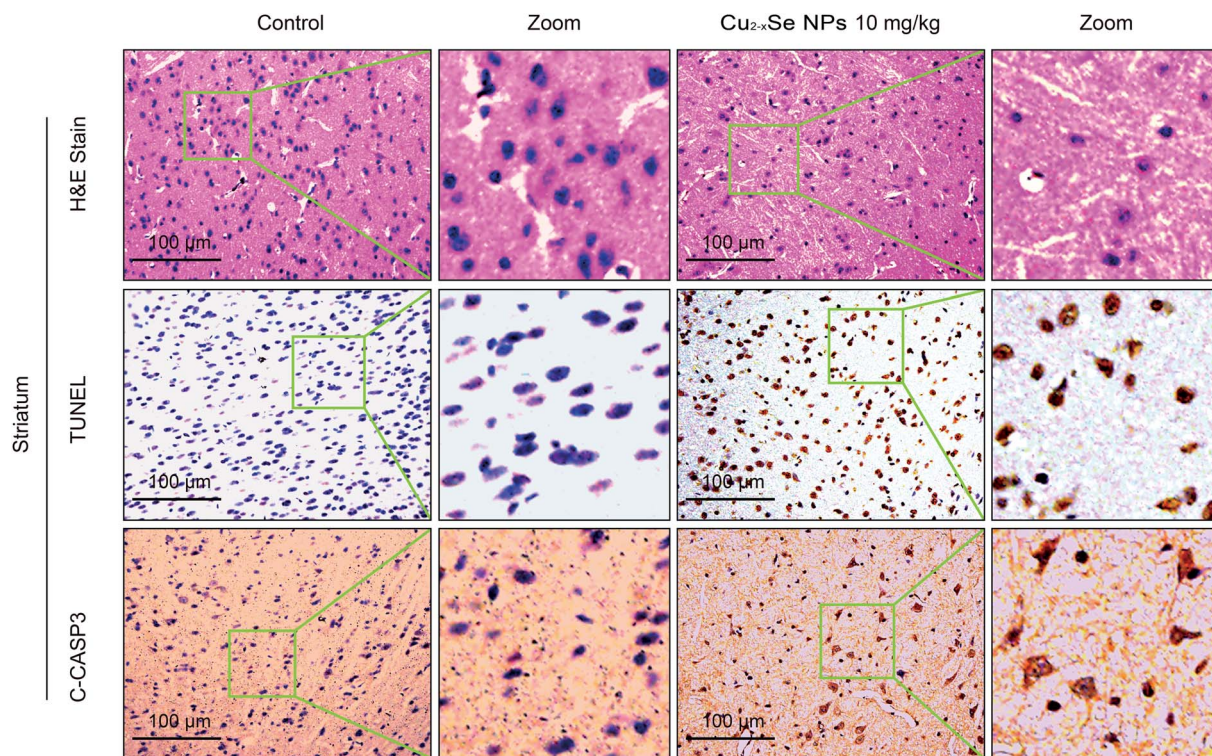 Control Zoom Cu₂₋ₓSe NPs 10 mg/kg Zoom
Striatum
H&E Stain
100 µm
100 µm
TUNEL
100 µm
100 µm
C-CASP3
100 µm
100 µm